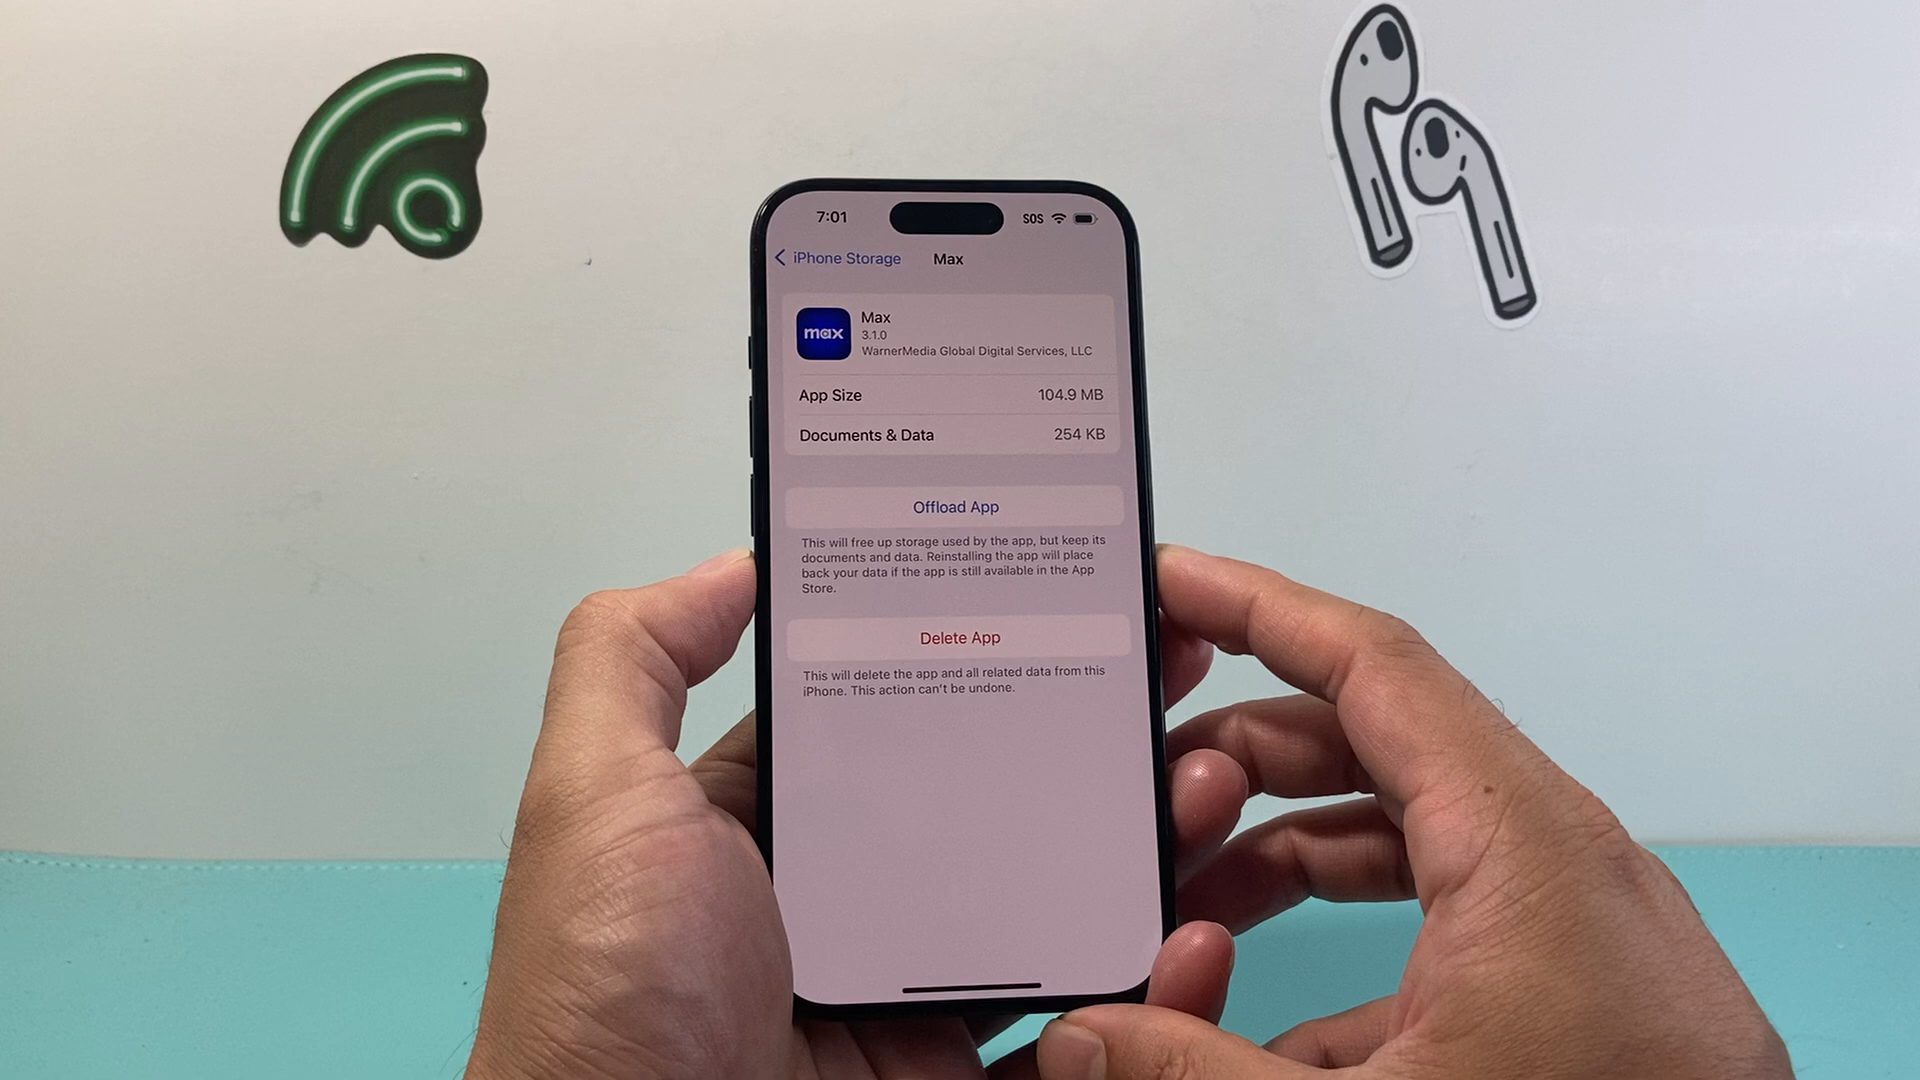 7:01 SOS
iPhone Storage Max
max
Max
3.1.0
WarnerMedia Global Digital Services, LLC
App Size 104.9 MB
Documents & Data 254 KB
Offload App
This will free up storage used by the app, but keep its
documents and data. Reinstalling the app will place
back your data if the app is still available in the App
Store.
Delete App
This will delete the app and all related data from this
iPhone. This action can't be undone.